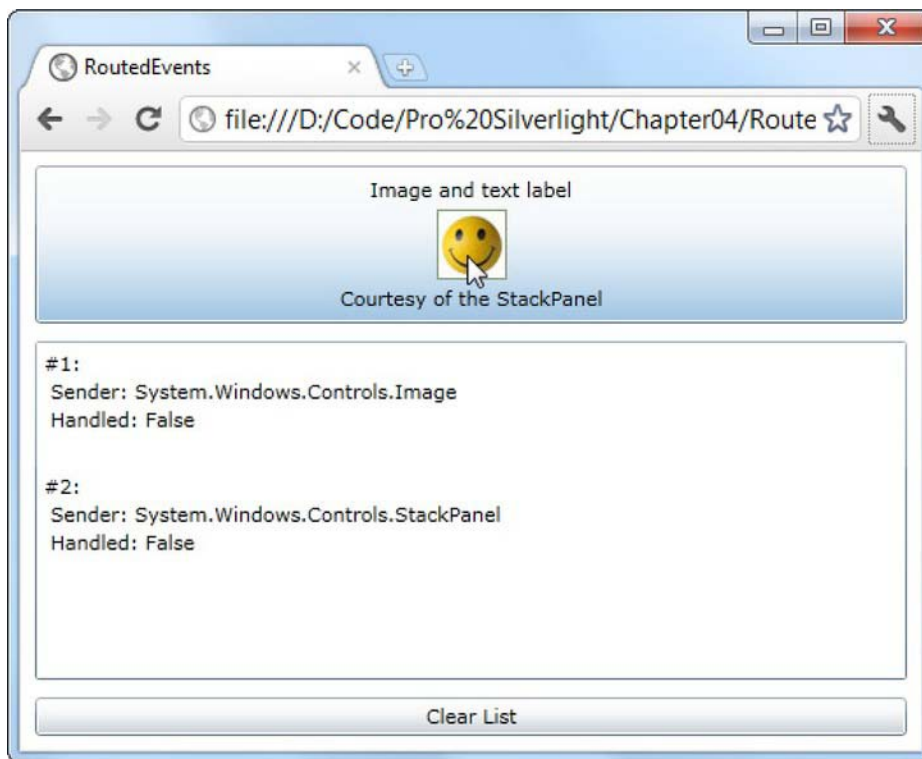 RoutedEvents
file:///D:/Code/Pro%20Silverlight/Chapter04/Route
Image and text label
Courtesy of the StackPanel
#1:
Sender: System.Windows.Controls.Image
Handled: False
#2:
Sender: System.Windows.Controls.StackPanel
Handled: False
Clear List